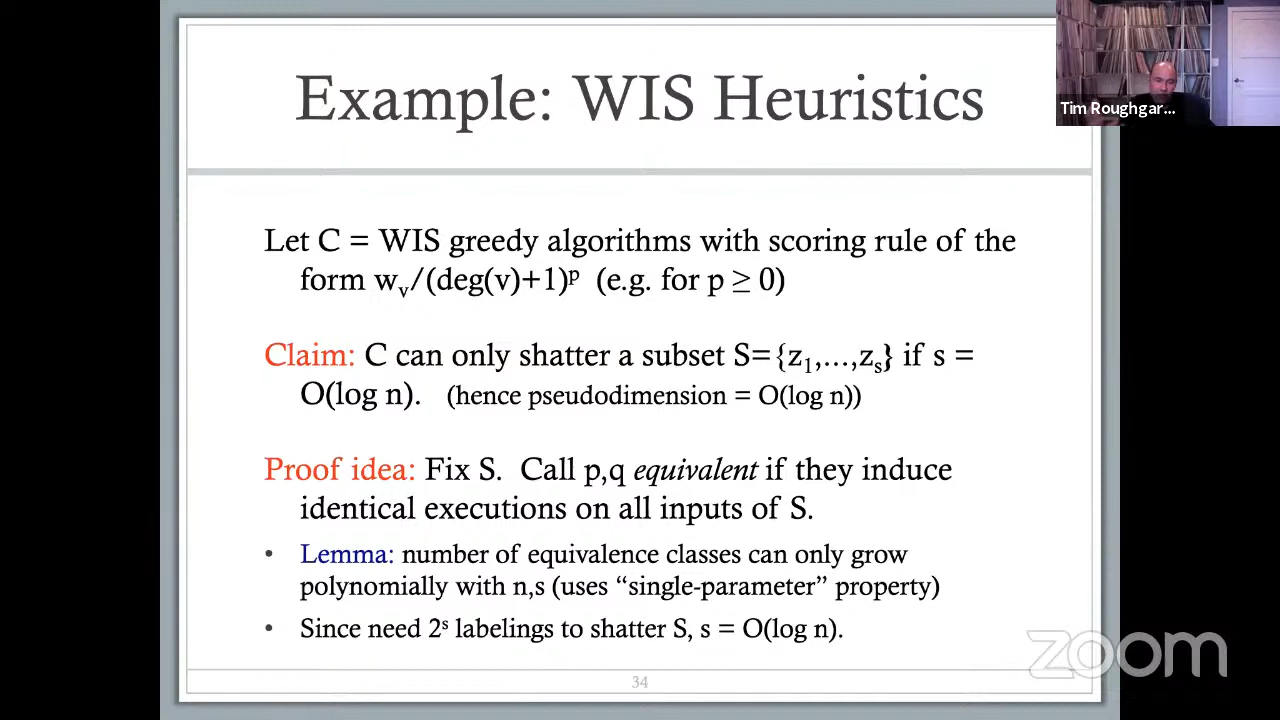 Example: WIS Heuristics
Tim Roughgar...
Let C = WIS greedy algorithms with scoring rule of the
form wᵥ/(deg(v)+1)ᵖ (e.g. for p ≥ 0)
Claim: C can only shatter a subset S={z₁,...,zₛ} if s =
O(log n). (hence pseudodimension = O(log n))
Proof idea: Fix S. Call p,q equivalent if they induce
identical executions on all inputs of S.
• Lemma: number of equivalence classes can only grow
polynomially with n,s (uses “single-parameter” property)
• Since need 2ˢ labelings to shatter S, s = O(log n).
34
zoom